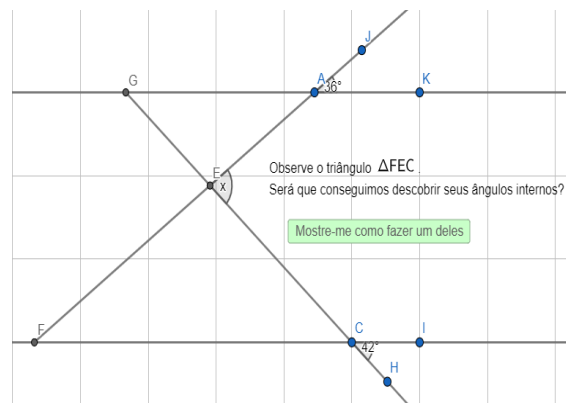 J
G
A
36°
K
E
x
Observe o triângulo ΔFEC.
Será que conseguimos descobrir seus ângulos internos?
Mostre-me como fazer um deles
F
C
I
42°
H